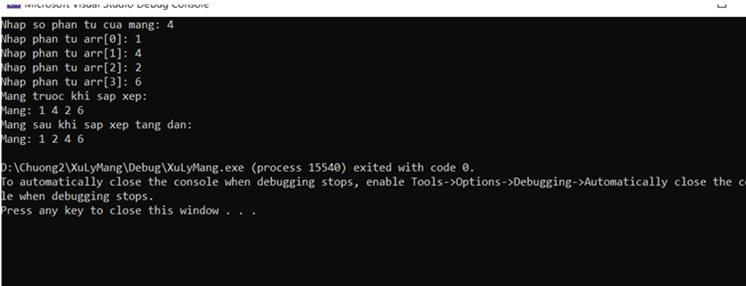 Microsoft Visual Studio Debug Console
Nhap so phan tu cua mang: 4
Nhap phan tu arr[0]: 1
Nhap phan tu arr[1]: 4
Nhap phan tu arr[2]: 2
Nhap phan tu arr[3]: 6
Mang truoc khi sap xep:
Mang: 1 4 2 6
Mang sau khi sap xep tang dan:
Mang: 1 2 4 6
D:\Chuong2\XuLyMang\Debug\XuLyMang.exe (process 15540) exited with code 0.
To automatically close the console when debugging stops, enable Tools->Options->Debugging->Automatically close the co
le when debugging stops.
Press any key to close this window . . .